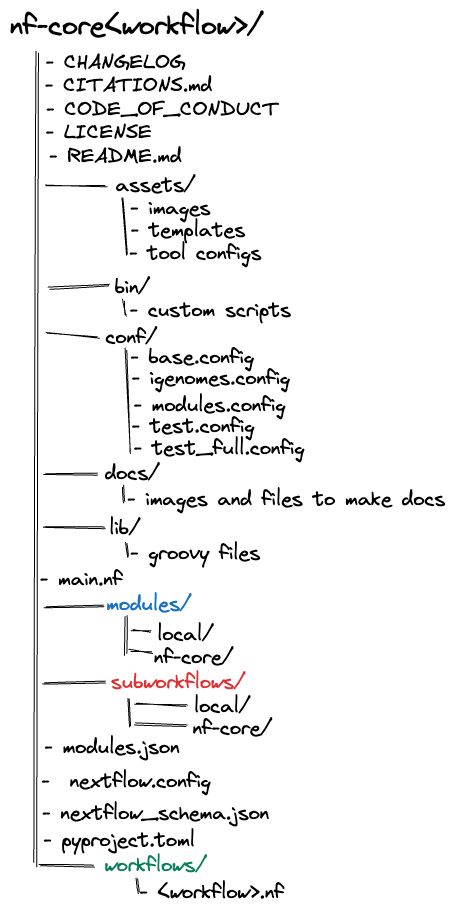 nf-core<workflow>/
- CHANGELOG
- CITATIONS.md
- CODE_OF_CONDUCT
- LICENSE
- README.md
assets/
- images
- templates
- tool configs
bin/
- custom scripts
conf/
- base.config
- igenomes.config
- modules.config
- test.config
- test_full.config
docs/
- images and files to make docs
lib/
- groovy files
- main.nf
modules/
local/
nf-core/
subworkflows/
local/
nf-core/
- modules.json
- nextflow.config
- nextflow_schema.json
- pyproject.toml
workflows/
- <workflow>.nf